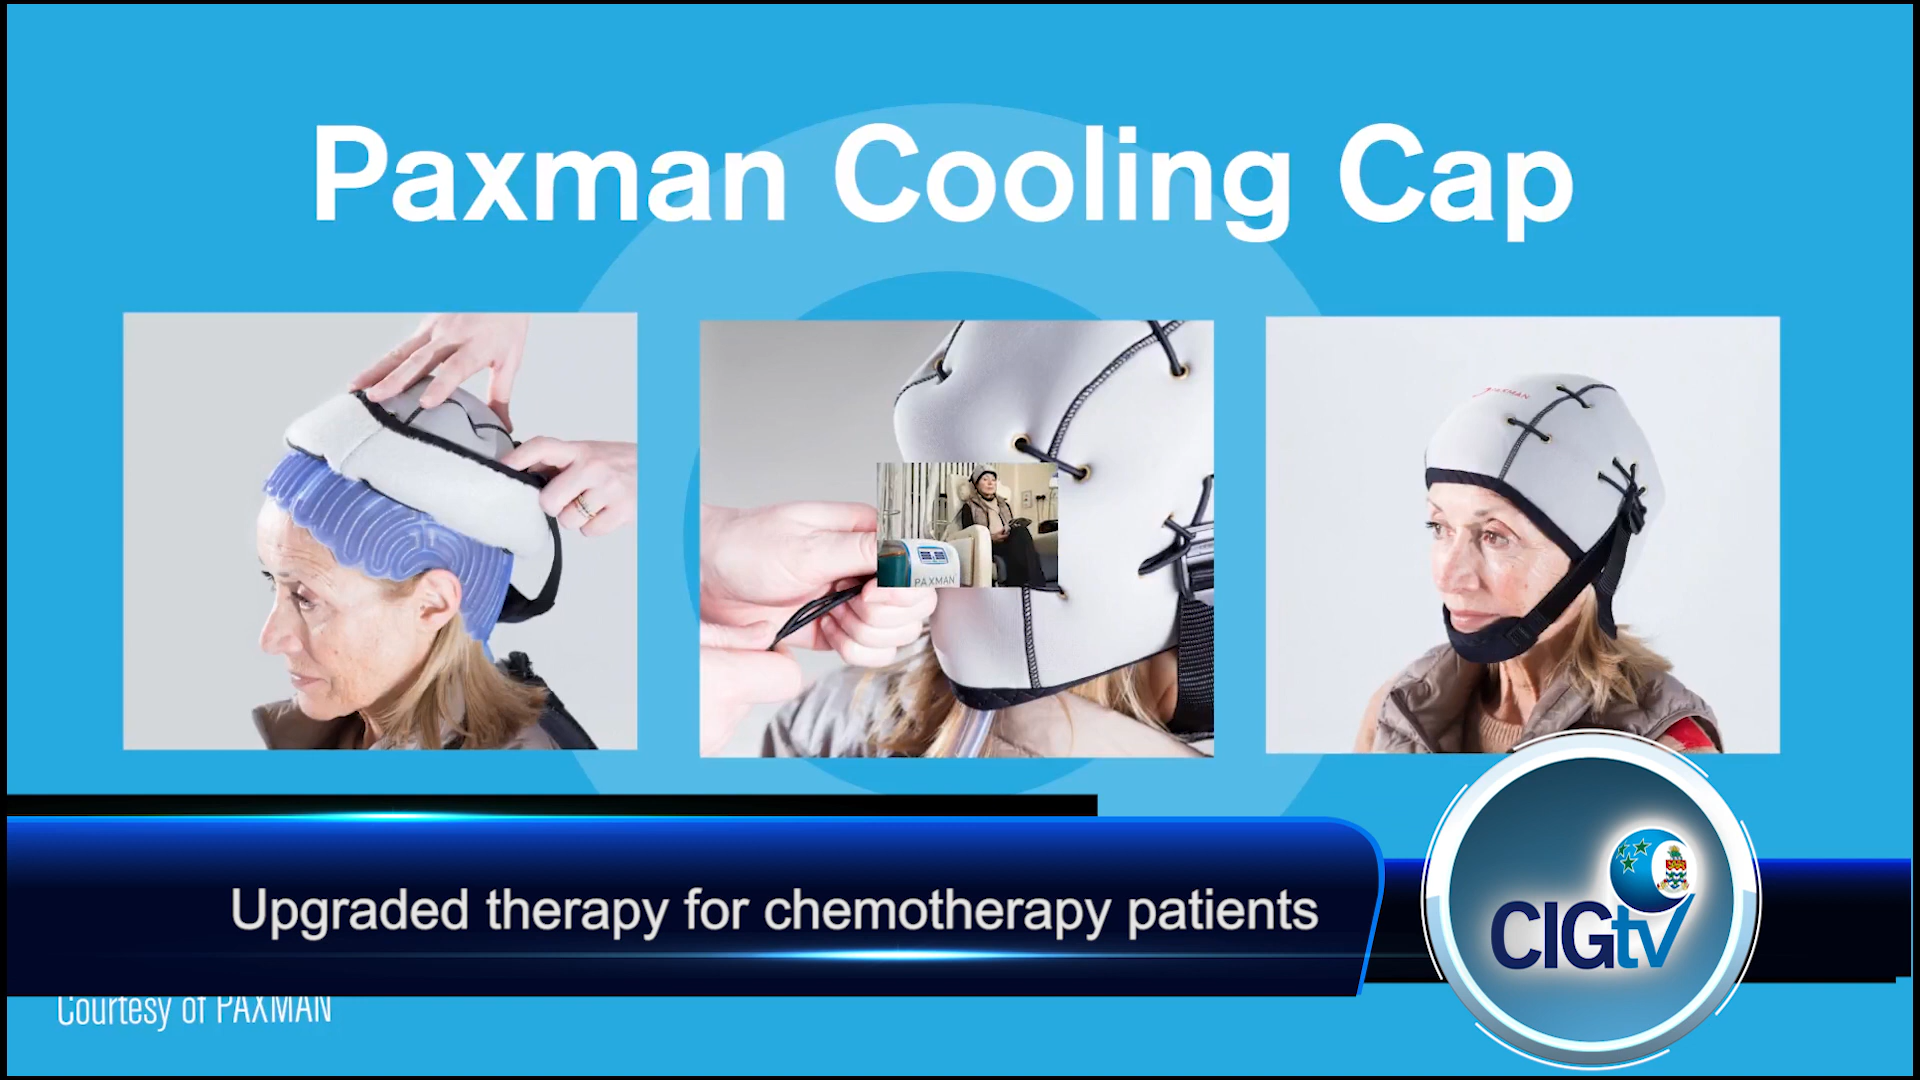 Paxman Cooling Cap
PAXMAN
PAXMAN
Upgraded therapy for chemotherapy patients
CIGtv
Courtesy of PAXMAN